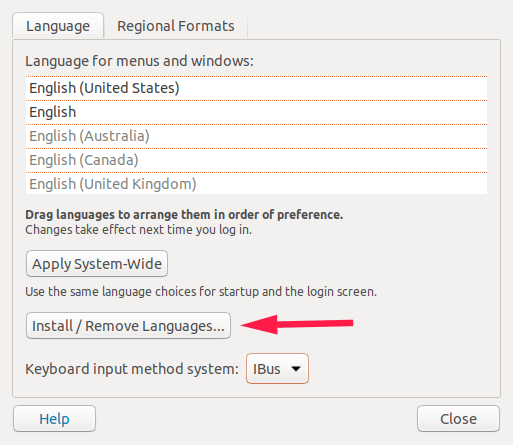 Language Regional Formats
Language for menus and windows:
English (United States)
English
English (Australia)
English (Canada)
English (United Kingdom)
Drag languages to arrange them in order of preference.
Changes take effect next time you log in.
Apply System-Wide
Use the same language choices for startup and the login screen.
Install / Remove Languages...
Keyboard input method system: IBus
Help Close